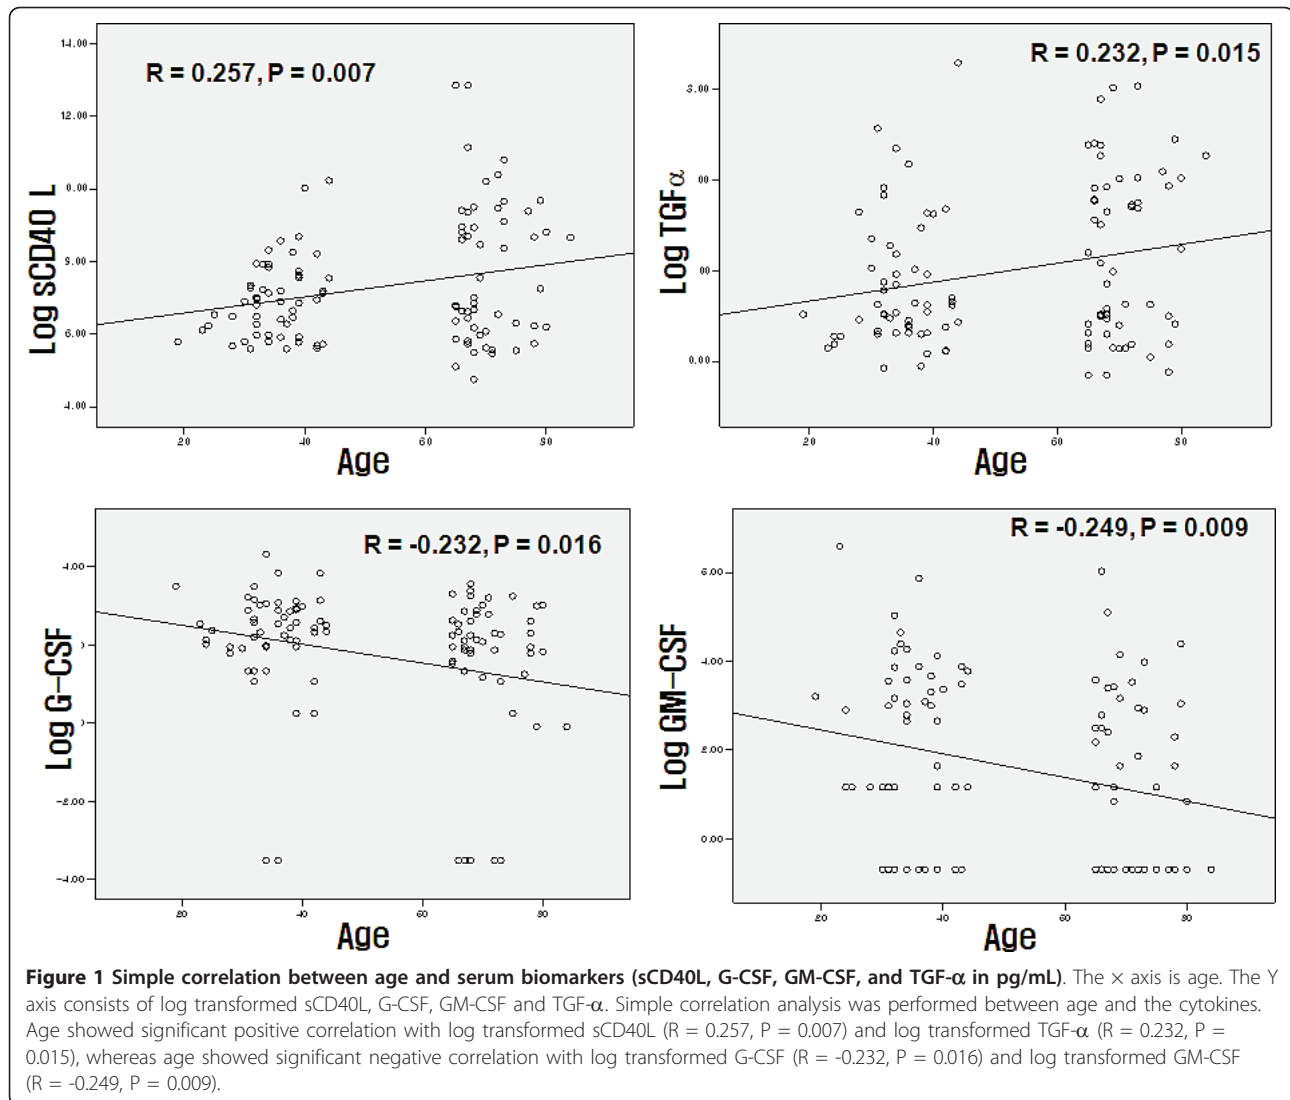 R = 0.257, P = 0.007
14.00
12.00
0.00
9.00
6.00
-1.00
Log sCD40 L
20
40
60
80
Age
R = 0.232, P = 0.015
00
00
0.00
Log TGFα
20
40
60
80
Age
R = -0.232, P = 0.016
-2.00
-4.00
Log G-CSF
20
40
60
80
Age
R = -0.249, P = 0.009
6.00
4.00
2.00
0.00
Log GM-CSF
20
40
60
80
Age
Figure 1 Simple correlation between age and serum biomarkers (sCD40L, G-CSF, GM-CSF, and TGF-α in pg/mL). The × axis is age. The Y
axis consists of log transformed sCD40L, G-CSF, GM-CSF and TGF-α. Simple correlation analysis was performed between age and the cytokines.
Age showed significant positive correlation with log transformed sCD40L (R = 0.257, P = 0.007) and log transformed TGF-α (R = 0.232, P =
0.015), whereas age showed significant negative correlation with log transformed G-CSF (R = -0.232, P = 0.016) and log transformed GM-CSF
(R = -0.249, P = 0.009).